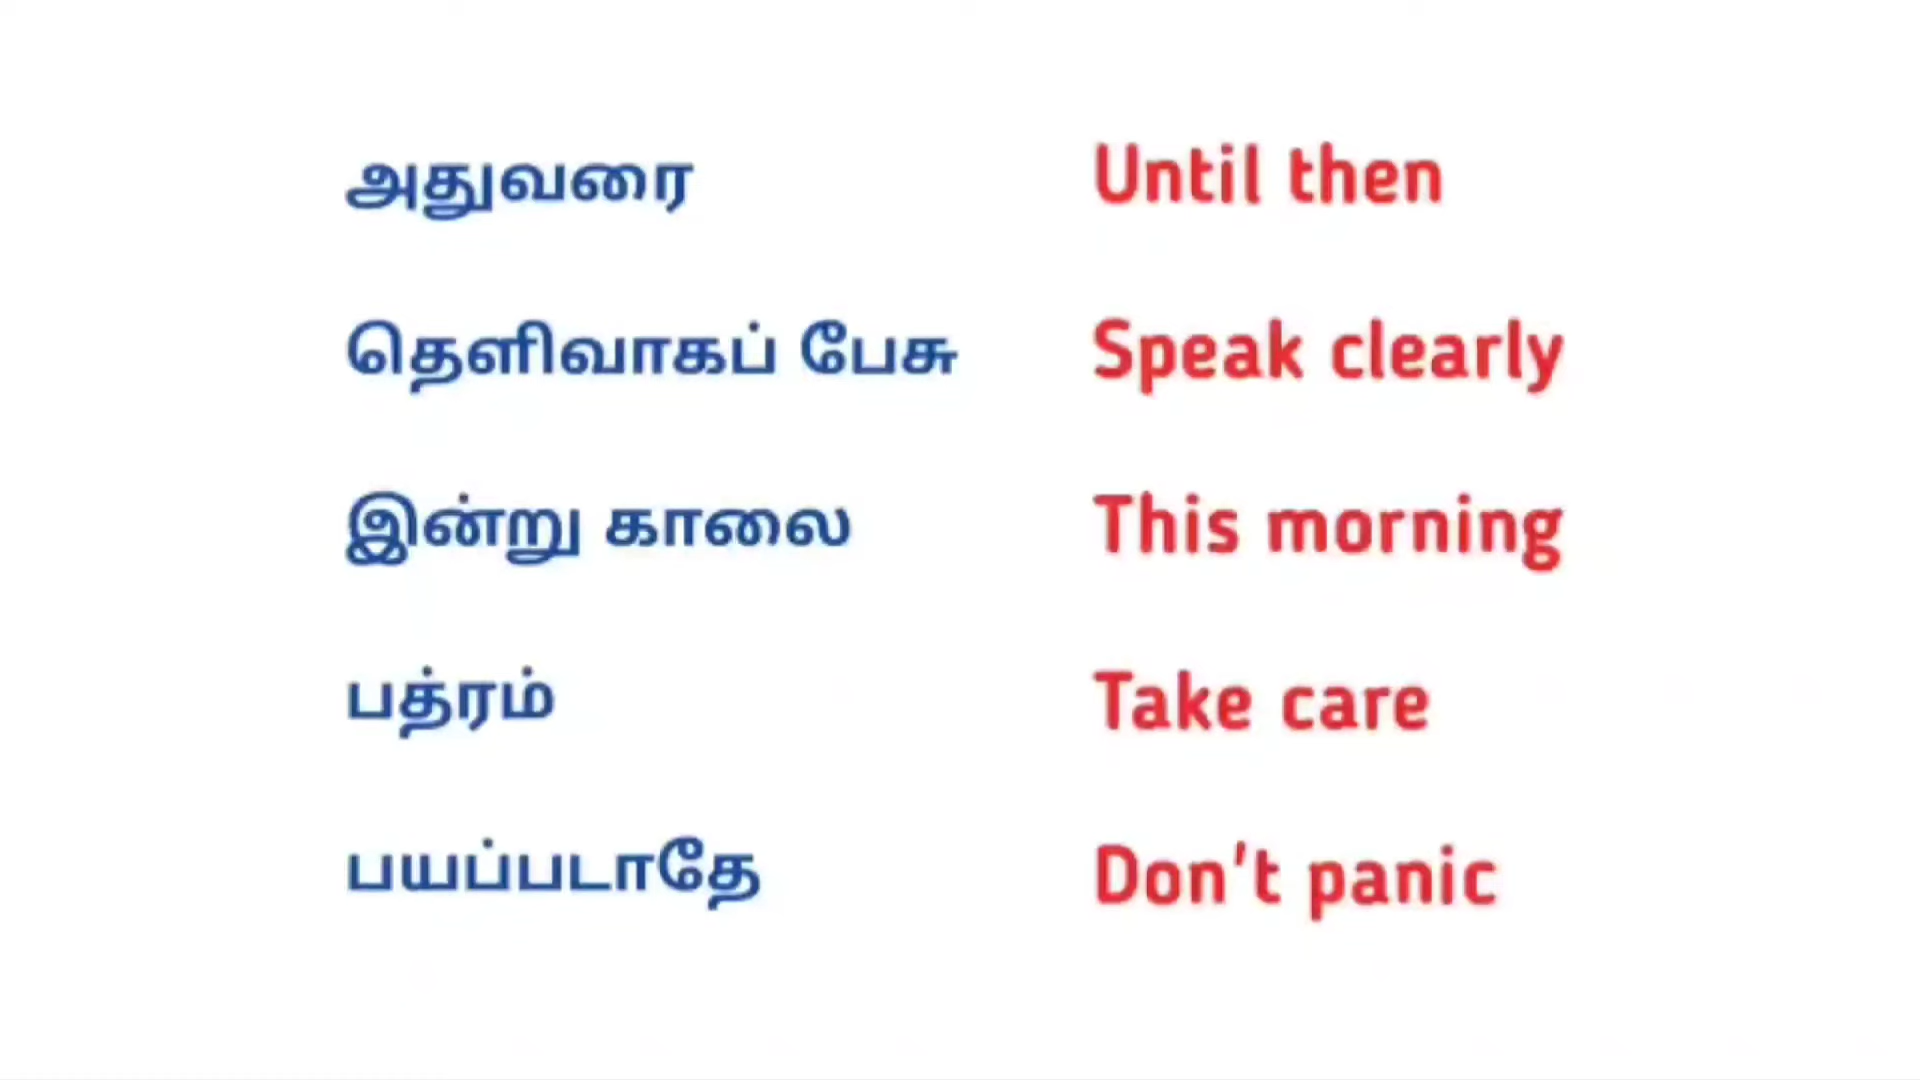 அதுவரை Until then
தெளிவாகப் பேசு Speak clearly
இன்று காலை This morning
பத்ரம் Take care
பயப்படாதே Don't panic